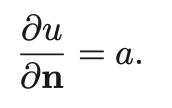 ∂u/∂n = a.